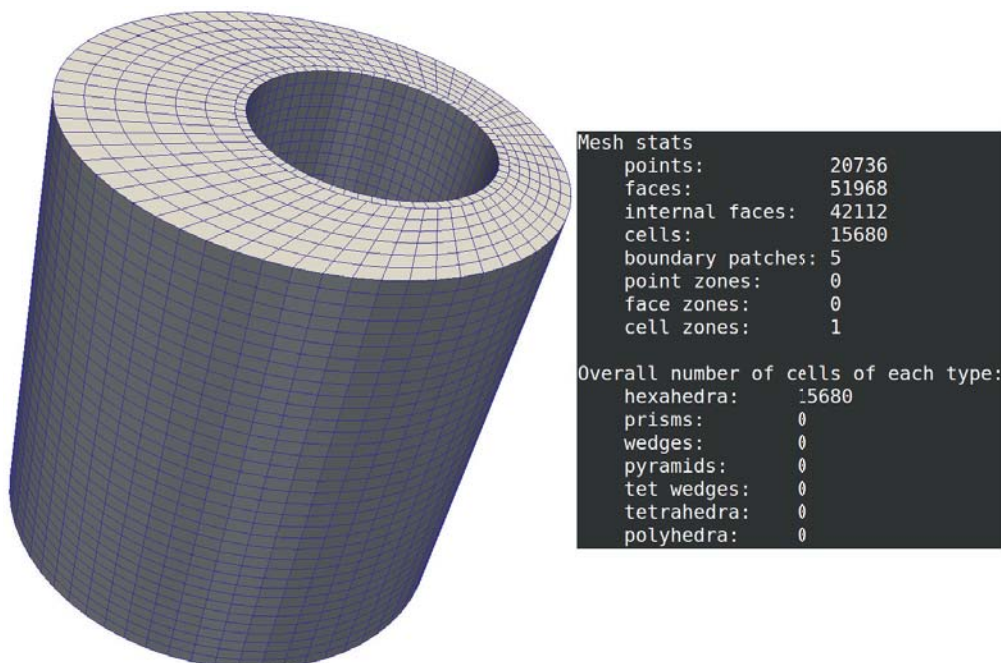 Mesh stats
points: 20736
faces: 51968
internal faces: 42112
cells: 15680
boundary patches: 5
point zones: 0
face zones: 0
cell zones: 1
Overall number of cells of each type:
hexahedra: 15680
prisms: 0
wedges: 0
pyramids: 0
tet wedges: 0
tetrahedra: 0
polyhedra: 0